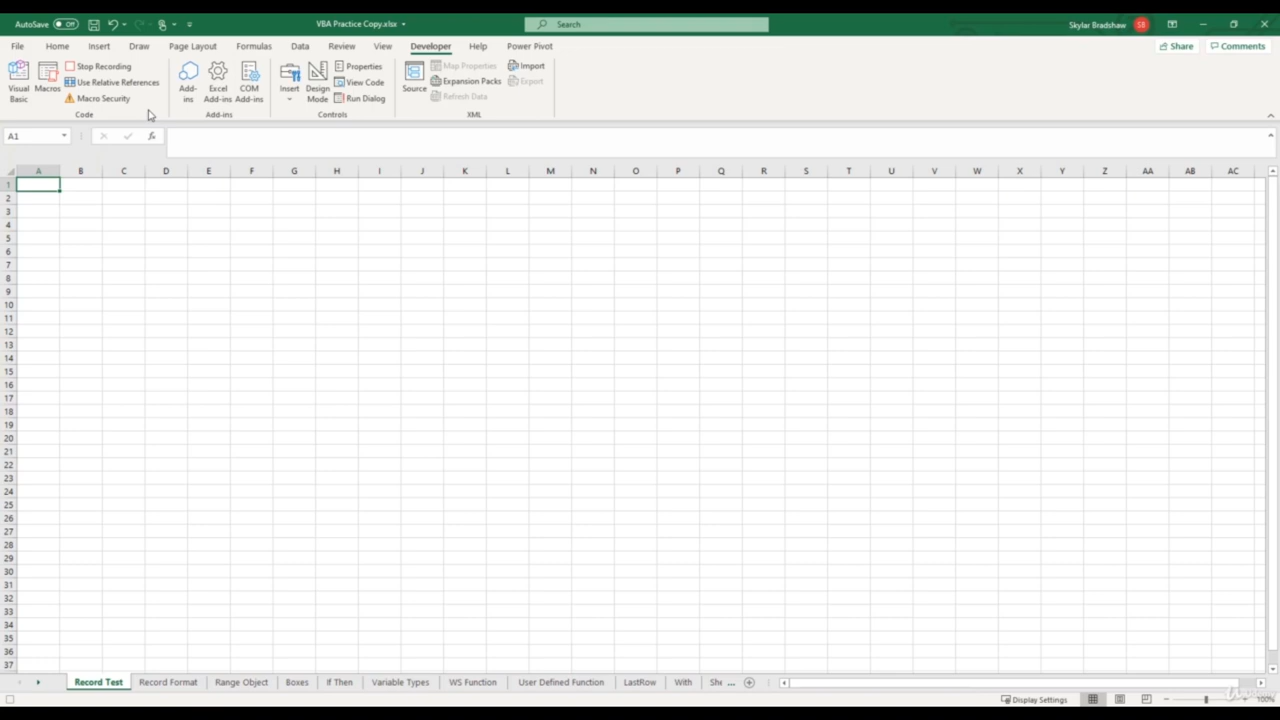 AutoSave Off VBA Practice Copy.xlsx Search Skylar Bradshaw SB
File Home Insert Draw Page Layout Formulas Data Review View Developer Help Power Pivot Share Comments
Visual Basic
Macros
Stop Recording
Use Relative References
Macro Security
Code
Add-ins
Excel Add-ins
COM Add-ins
Add-ins
Insert
Design Mode
Properties
View Code
Run Dialog
Controls
Source
Map Properties
Expansion Packs
Refresh Data
Import
Export
XML
A1 fx
A B C D E F G H I J K L M N O P Q R S T U V W X Y Z AA AB AC
1
2
3
4
5
6
7
8
9
10
11
12
13
14
15
16
17
18
19
20
21
22
23
24
25
26
27
28
29
30
31
32
33
34
35
36
37
Record Test Record Format Range Object Boxes If Then Variable Types WS Function User Defined Function LastRow With She ...
Display Settings 100%